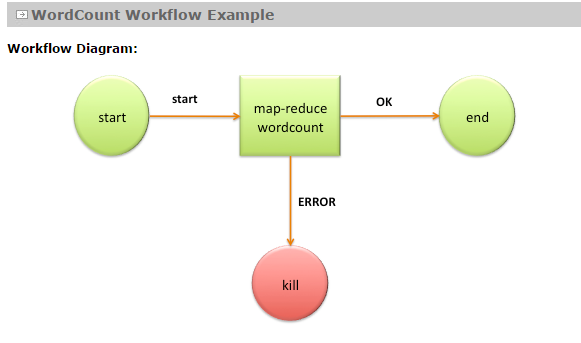 WordCount Workflow Example
Workflow Diagram:
start
start
map-reduce
wordcount
OK
end
ERROR
kill